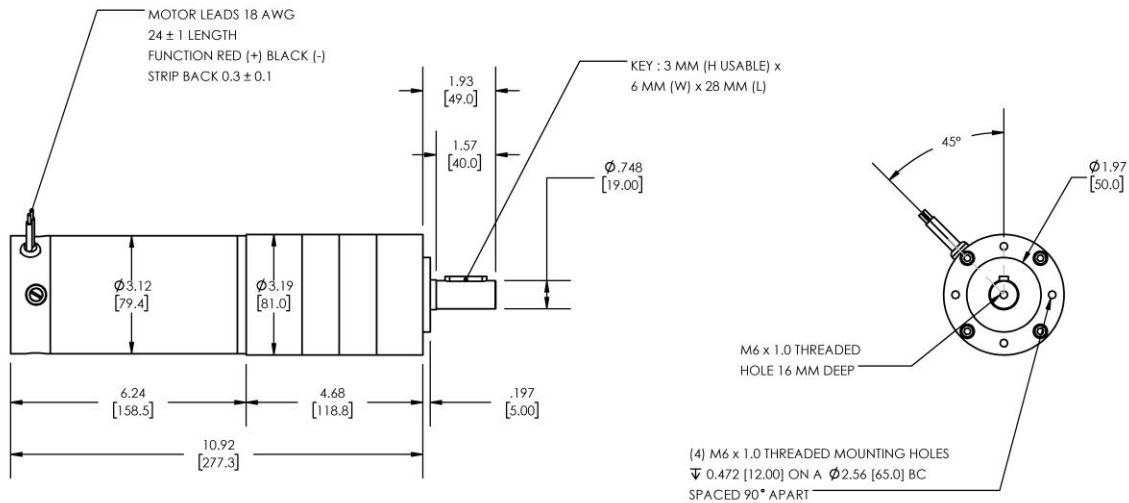 MOTOR LEADS 18 AWG
24 ± 1 LENGTH
FUNCTION RED (+) BLACK (-)
STRIP BACK 0.3 ± 0.1
1.93
[49.0]
KEY : 3 MM (H USABLE) x
6 MM (W) x 28 MM (L)
1.57
[40.0]
Ø.748
[19.00]
45°
Ø1.97
[50.0]
Ø3.12
[79.4]
Ø3.19
[81.0]
M6 x 1.0 THREADED
HOLE 16 MM DEEP
6.24
[158.5]
4.68
[118.8]
.197
[5.00]
10.92
[277.3]
(4) M6 x 1.0 THREADED MOUNTING HOLES
↧ 0.472 [12.00] ON A Ø2.56 [65.0] BC
SPACED 90° APART